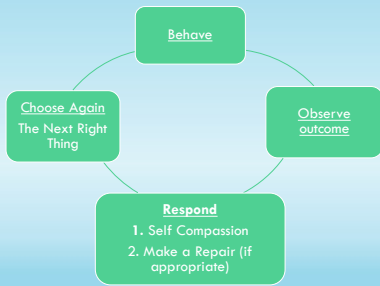 Behave
Observe
outcome
Respond
1. Self Compassion
2. Make a Repair (if
appropriate)
Choose Again
The Next Right
Thing